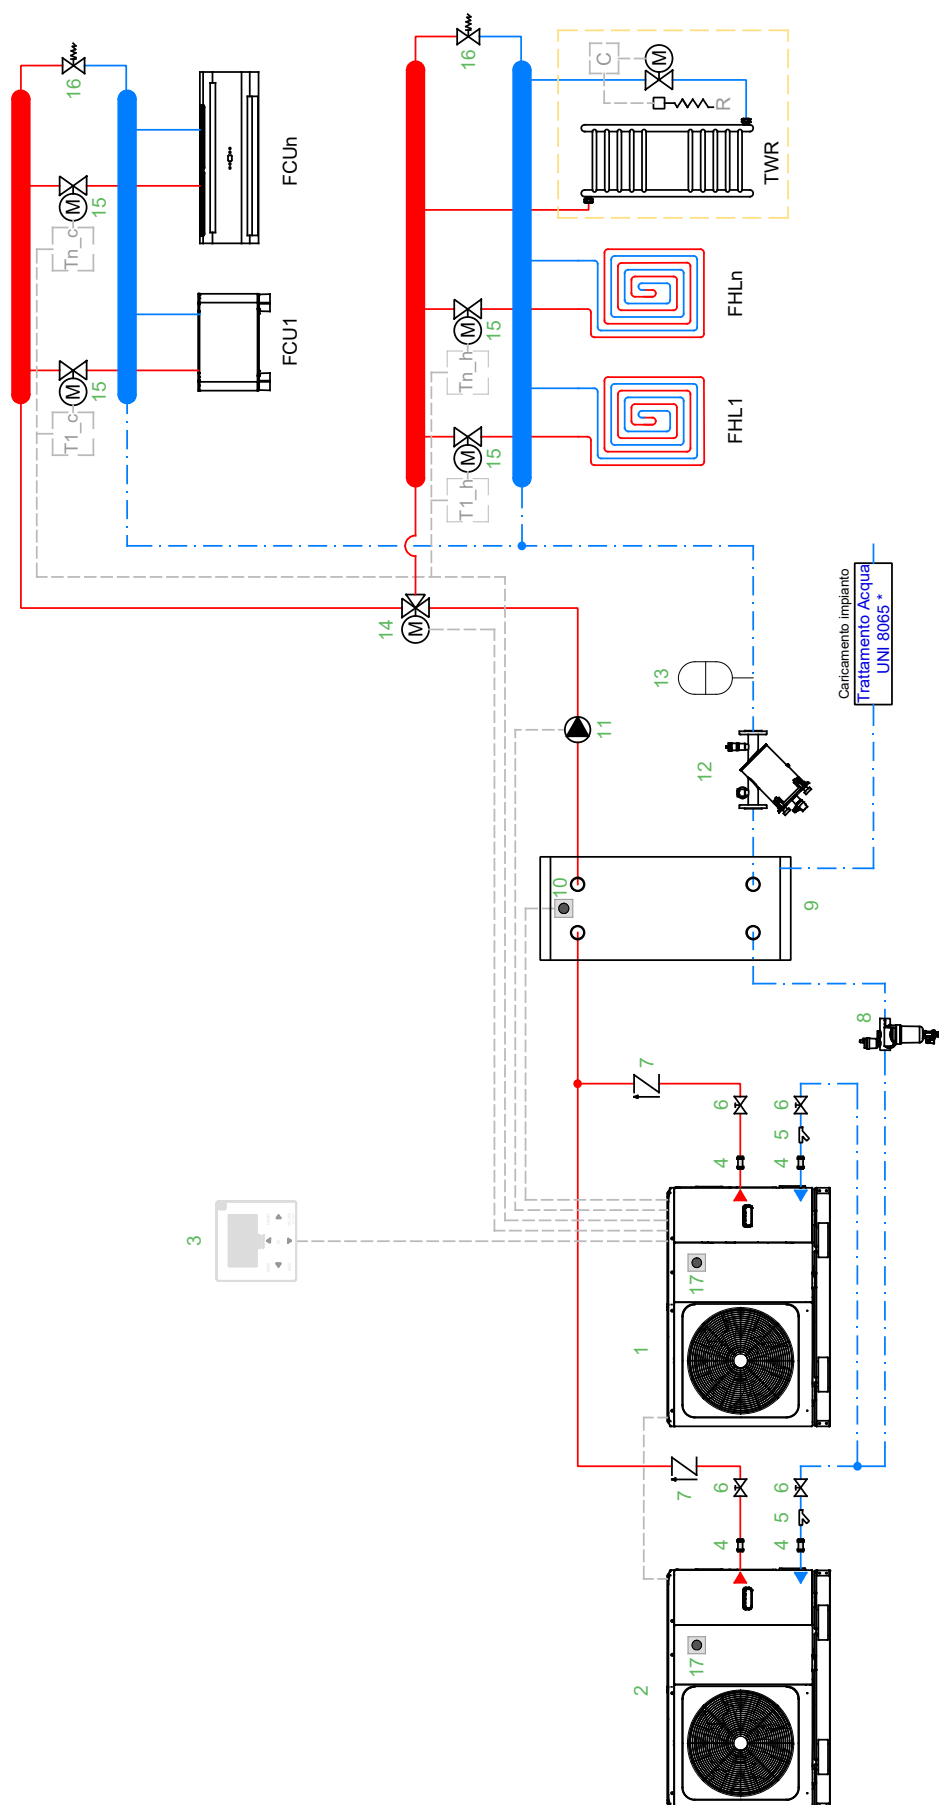 16
Tn_c
M
15
T1_c
M
15
FCUn
FCU1
16
C
M
R
TWR
Tn_h
M
15
T1_h
M
15
FHLn
FHL1
14
M
13
Caricamento impianto
Trattamento Acqua
UNI 8065 *
11
12
10
9
8
7
6
6
5
4
4
3
17
1
7
6
6
5
4
4
17
2